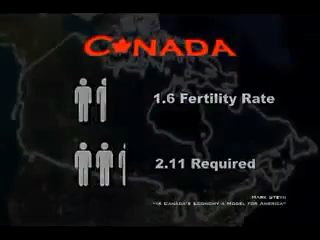 CANADA
1.6 Fertility Rate
2.11 Required
Mark Steyn
"Is Canada's Economy a Model for America"